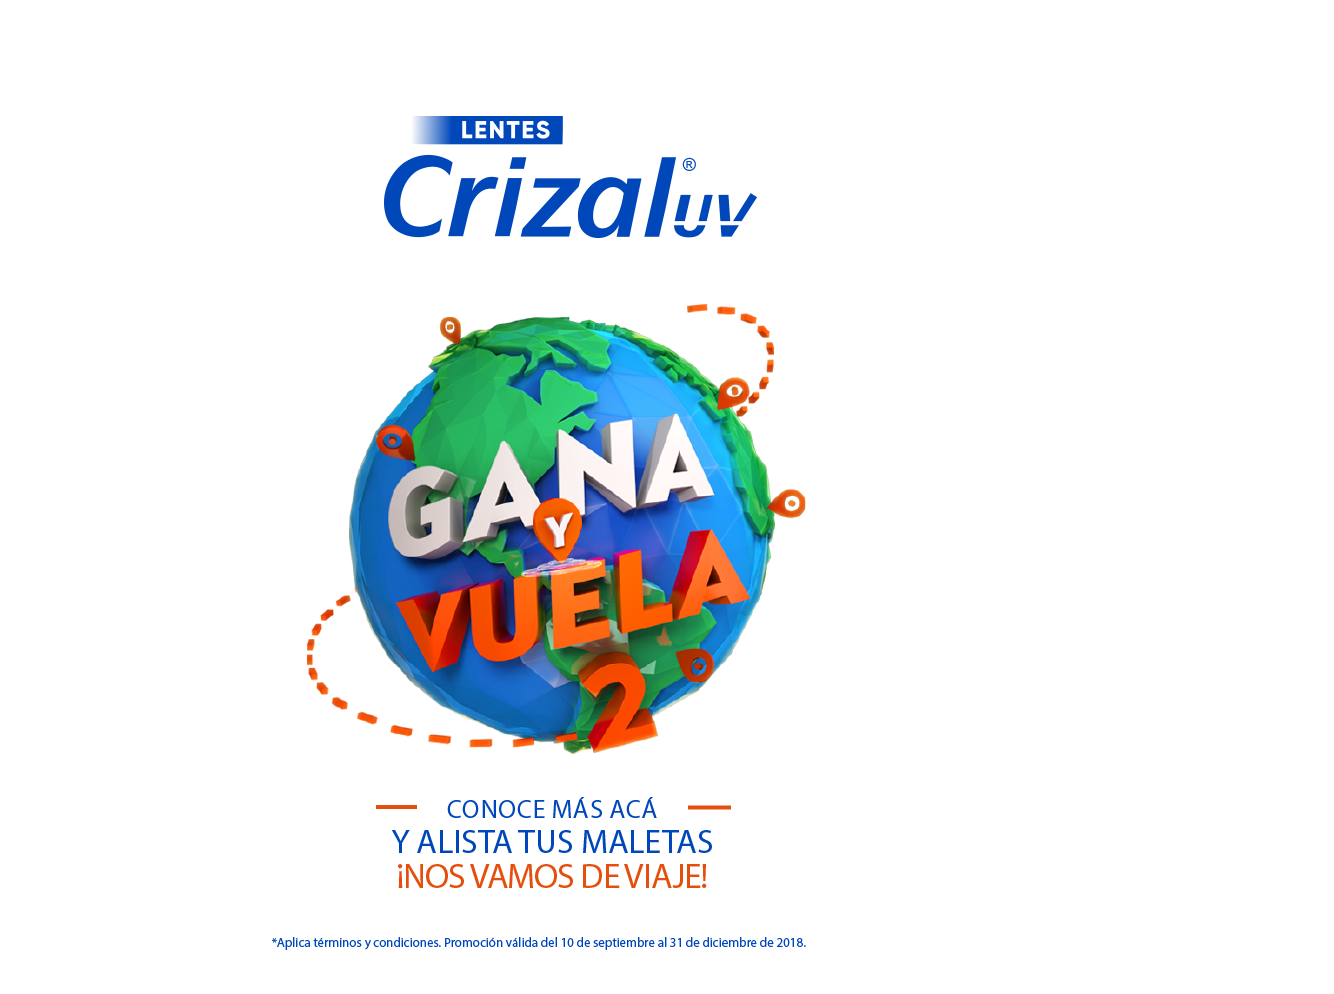 LENTES
Crizal® UV
GANA
Y
VUELA
2
CONOCE MÁS ACÁ
Y ALISTA TUS MALETAS
¡NOS VAMOS DE VIAJE!
*Aplica términos y condiciones. Promoción válida del 10 de septiembre al 31 de diciembre de 2018.